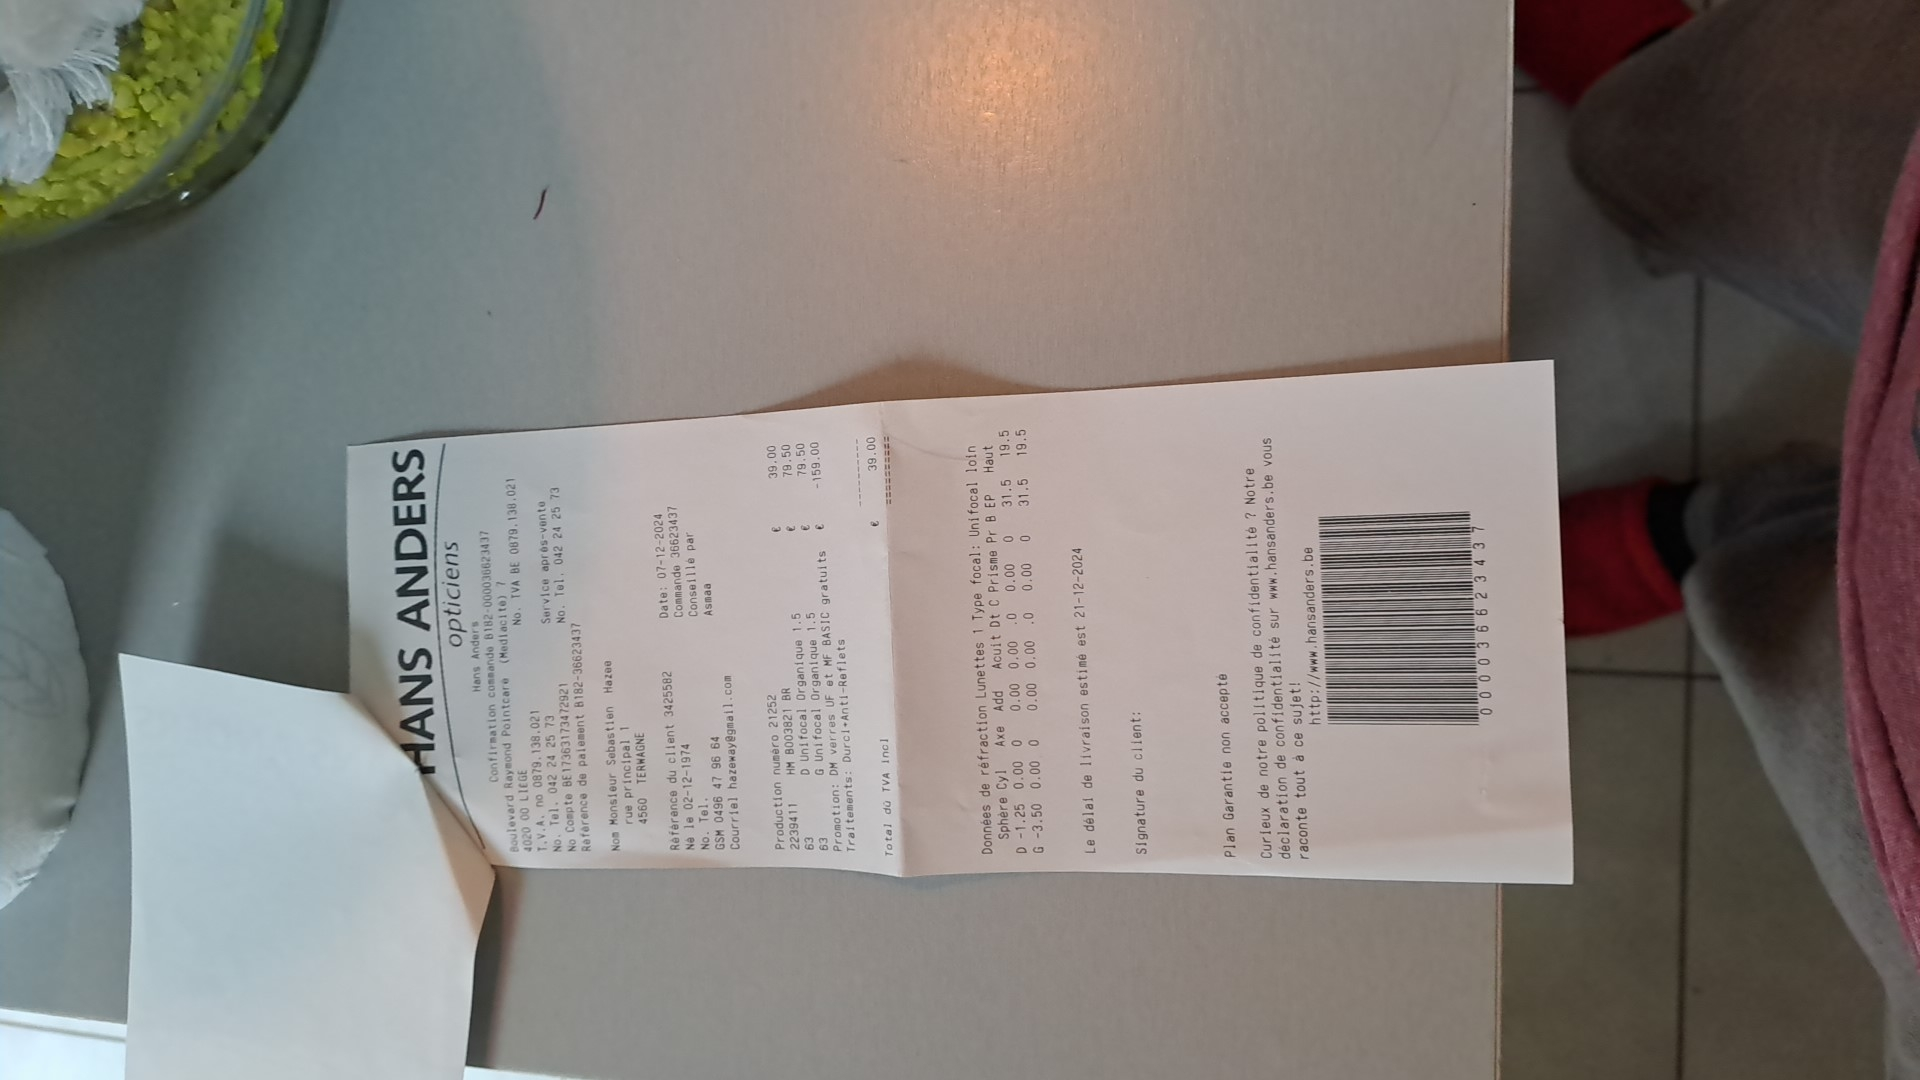 HANS ANDERS
opticiens
Hans Anders
Confirmation commande B182-000036623437
Boulevard Raymond Pointcaré (Mediacité) 7
4020 00 LIEGE No. TVA BE 0879.138.021
T.V.A. no 0879.138.021
No. Tel. 042 24 25 73 Service après-vente
No Compte BE17363173472921 No. Tel. 042 24 25 73
Référence de paiement B182-36623437
Nom Monsieur Sebastien Hazee
rue principal 1
4560 TERWAGNE
Date: 07-12-2024
Référence du client 3425582 Commande 36623437
Né le 02-12-1974 Conseillé par
No. Tel. Asmaa
GSM 0496 47 96 64
Courriel hazeway@gmail.com
Production numéro 21252
2239411 HM B003821 BR € 39.00
63 D Unifocal Organique 1.5 € 79.50
63 G Unifocal Organique 1.5 € 79.50
Promotion: DM verres UF et MF BASIC gratuits € -159.00
Traitements: Durci+Anti-Reflets
----------
Total dû TVA Incl € 39.00
==========
Données de réfraction Lunettes 1 Type focal: Unifocal loin
Sphère Cyl Axe Add Acuit Dt C Prisme Pr B EP Haut
D -1.25 0.00 0 0.00 0.00 .0 0.00 0 31.5 19.5
G -3.50 0.00 0 0.00 0.00 .0 0.00 0 31.5 19.5
Le délai de livraison estimé est 21-12-2024
Signature du client:
Plan Garantie non accepté
Curieux de notre politique de confidentialité ? Notre
déclaration de confidentialité sur www.hansanders.be vous
raconte tout à ce sujet!
http://www.hansanders.be
000036623437